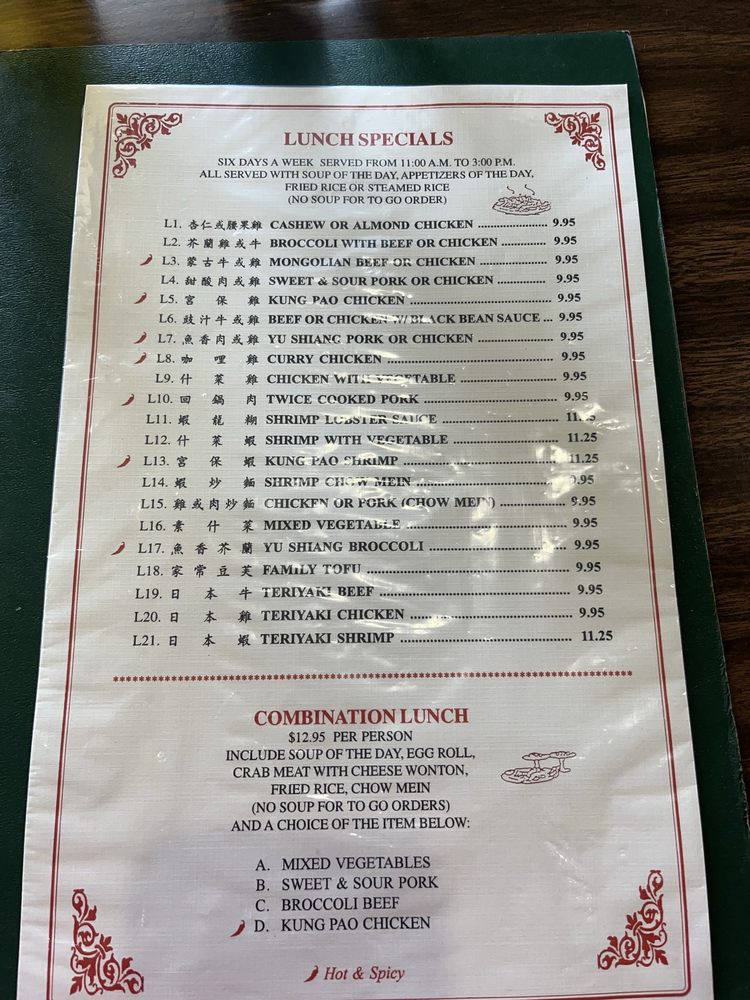 LUNCH SPECIALS
SIX DAYS A WEEK SERVED FROM 11:00 A.M. TO 3:00 P.M.
ALL SERVED WITH SOUP OF THE DAY, APPETIZERS OF THE DAY,
FRIED RICE OR STEAMED RICE
(NO SOUP FOR TO GO ORDER)
L1. 杏仁或腰果雞 CASHEW OR ALMOND CHICKEN ..................... 9.95
L2. 芥蘭雞或牛 BROCCOLI WITH BEEF OR CHICKEN ............. 9.95
L3. 蒙古牛或雞 MONGOLIAN BEEF OR CHICKEN .................... 9.95
L4. 甜酸肉或雞 SWEET & SOUR PORK OR CHICKEN ................ 9.95
L5. 宮保雞 KUNG PAO CHICKEN ........................................ 9.95
L6. 豉汁牛或雞 BEEF OR CHICKEN W/ BLACK BEAN SAUCE ... 9.95
L7. 魚香肉或雞 YU SHIANG PORK OR CHICKEN ...................... 9.95
L8. 咖哩雞 CURRY CHICKEN ................................................ 9.95
L9. 什菜雞 CHICKEN WITH VEGETABLE ............................ 9.95
L10. 回鍋肉 TWICE COOKED PORK ...................................... 9.95
L11. 蝦龍糊 SHRIMP LOBSTER SAUCE
L12. 什菜蝦 SHRIMP WITH VEGETABLE ............................. 11.25
L13. 宮保蝦 KUNG PAO SHRIMP .......................................... 11.25
L14. 蝦炒麵 SHRIMP CHOW MEIN
L15. 雞或肉炒麵 CHICKEN OR PORK (CHOW MEIN) ................... 9.95
L16. 素什菜 MIXED VEGETABLE .......................................... 9.95
L17. 魚香芥蘭 YU SHIANG BROCCOLI ..................................... 9.95
L18. 家常豆芙 FAMILY TOFU .................................................. 9.95
L19. 日本牛 TERIYAKI BEEF ............................................... 9.95
L20. 日本雞 TERIYAKI CHICKEN ......................................... 9.95
L21. 日本蝦 TERIYAKI SHRIMP ........................................... 11.25
COMBINATION LUNCH
$12.95 PER PERSON
INCLUDE SOUP OF THE DAY, EGG ROLL,
CRAB MEAT WITH CHEESE WONTON,
FRIED RICE, CHOW MEIN
(NO SOUP FOR TO GO ORDERS)
AND A CHOICE OF THE ITEM BELOW:
A. MIXED VEGETABLES
B. SWEET & SOUR PORK
C. BROCCOLI BEEF
D. KUNG PAO CHICKEN
Hot & Spicy